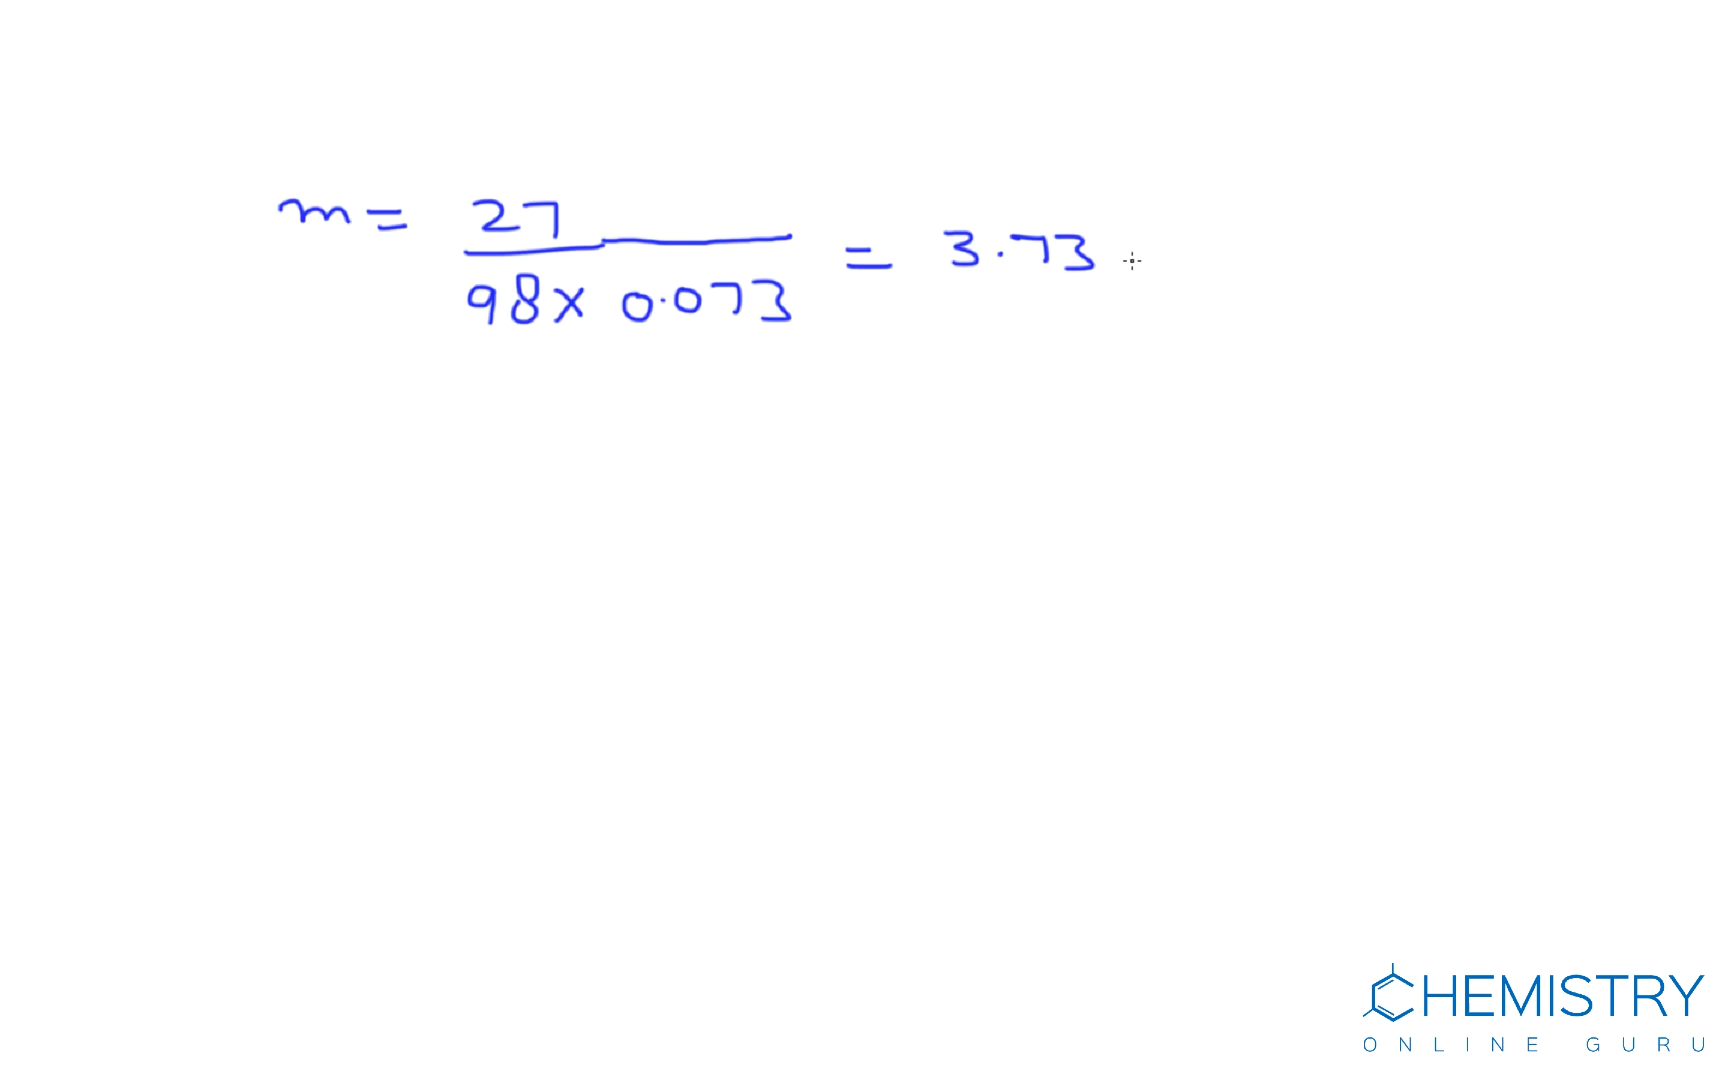 m = 27 / 98 x 0.073 = 3.73
CHEMISTRY
ONLINE GURU